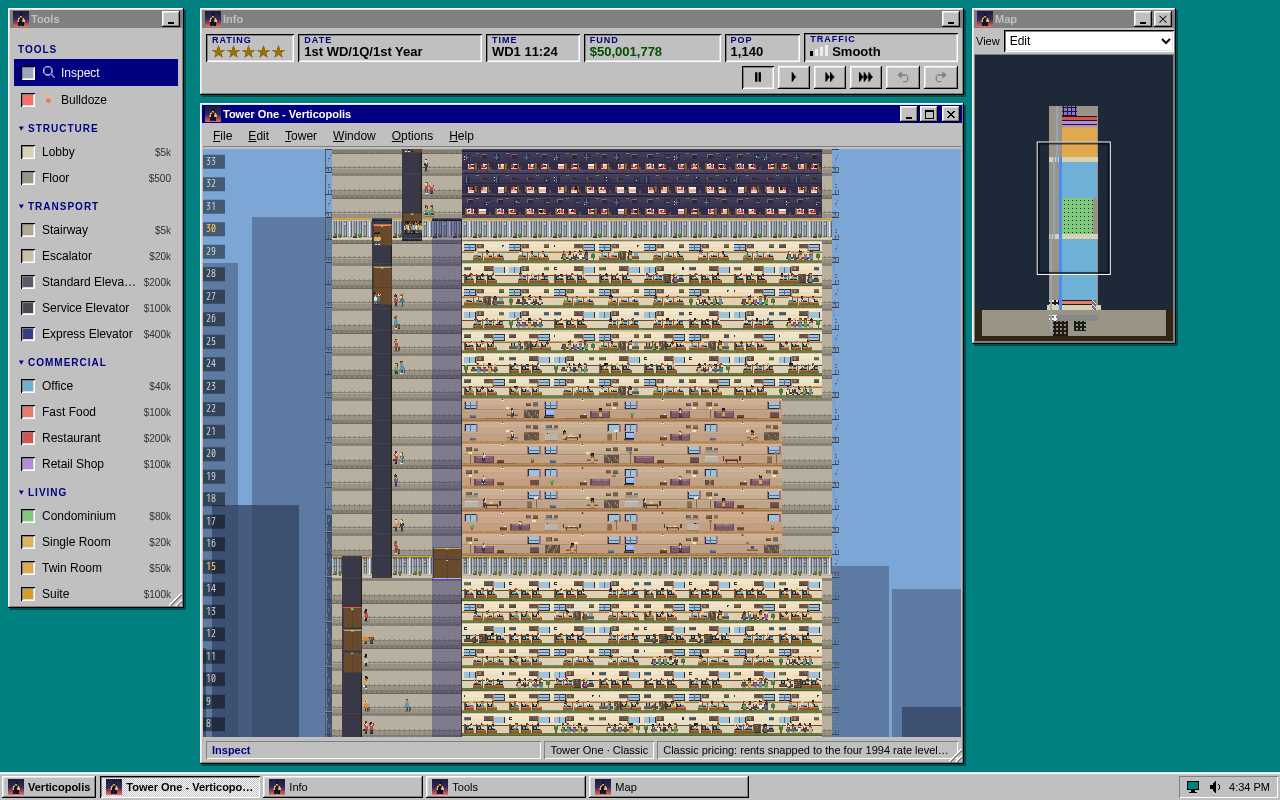 Tools
TOOLS
Inspect
Bulldoze
STRUCTURE
Lobby $5k
Floor $500
TRANSPORT
Stairway $5k
Escalator $20k
Standard Eleva... $200k
Service Elevator $100k
Express Elevator $400k
COMMERCIAL
Office $40k
Fast Food $100k
Restaurant $200k
Retail Shop $100k
LIVING
Condominium $80k
Single Room $20k
Twin Room $50k
Suite $100k
Info
RATING
DATE
1st WD/1Q/1st Year
TIME
WD1 11:24
FUND
$50,001,778
POP
1,140
TRAFFIC
Smooth
Tower One - Verticopolis
File Edit Tower Window Options Help
33
32
31
30
29
28
27
26
25
24
23
22
21
20
19
18
17
16
15
14
13
12
11
10
9
8
Inspect
Tower One · Classic
Classic pricing: rents snapped to the four 1994 rate level...
Map
View Edit
Verticopolis
Tower One - Verticopo...
Info
Tools
Map
4:34 PM